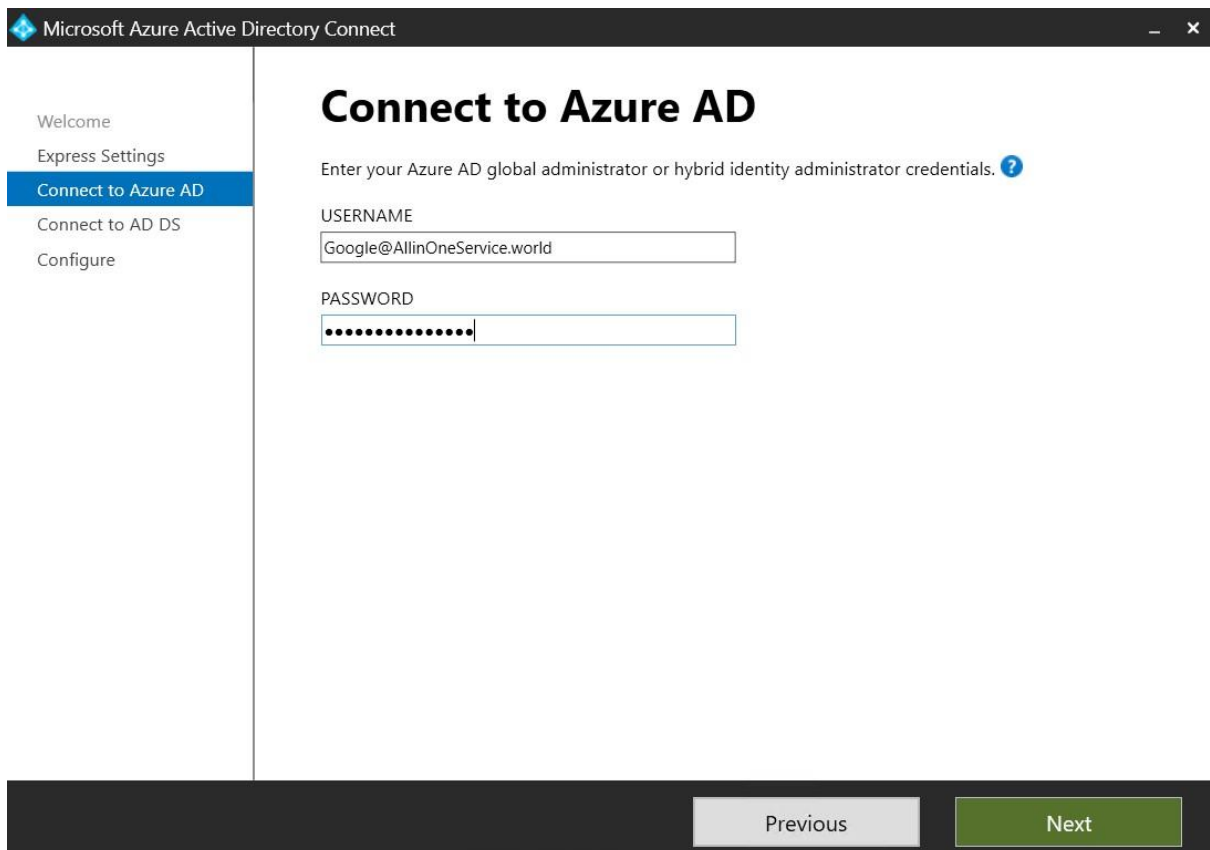 Microsoft Azure Active Directory Connect
Welcome
Express Settings
Connect to Azure AD
Connect to AD DS
Configure
Connect to Azure AD
Enter your Azure AD global administrator or hybrid identity administrator credentials. ?
USERNAME
Google@AllinOneService.world
PASSWORD
•••••••••••••••
Previous
Next